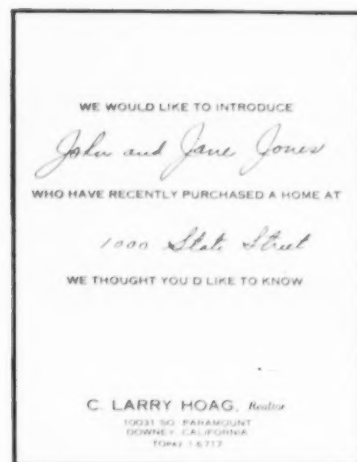 WE WOULD LIKE TO INTRODUCE
John and Jane Jones
WHO HAVE RECENTLY PURCHASED A HOME AT
1000 State Street
WE THOUGHT YOU D LIKE TO KNOW
C. LARRY HOAG, Realtor
10031 SO. PARAMOUNT
DOWNEY, CALIFORNIA